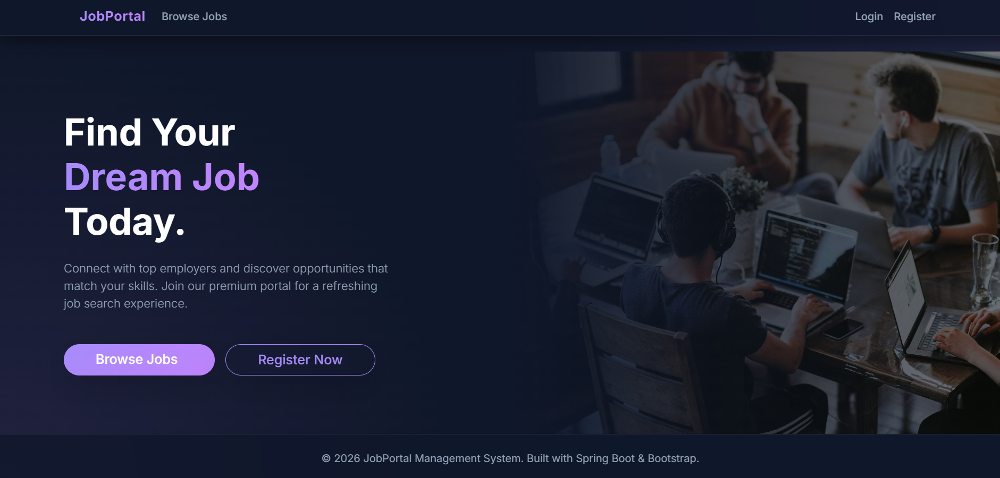 JobPortal Browse Jobs Login Register
Find Your
Dream Job
Today.
Connect with top employers and discover opportunities that
match your skills. Join our premium portal for a refreshing
job search experience.
Browse Jobs Register Now
© 2026 JobPortal Management System. Built with Spring Boot & Bootstrap.